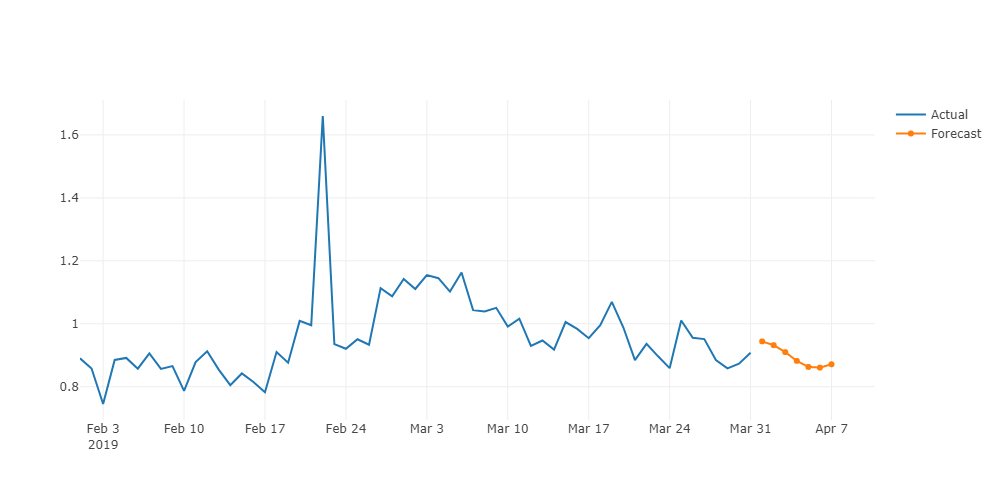 1.6
1.4
1.2
1
0.8
Feb 3
2019
Feb 10
Feb 17
Feb 24
Mar 3
Mar 10
Mar 17
Mar 24
Mar 31
Apr 7
Actual
Forecast